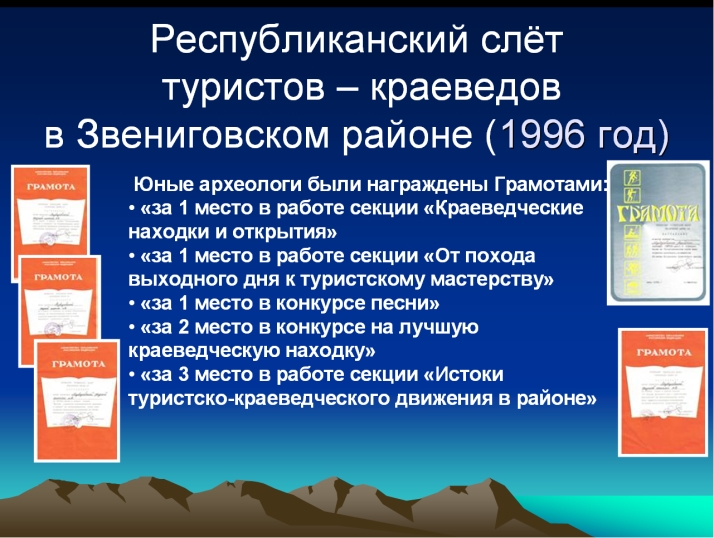 Республиканский слёт
туристов – краеведов
в Звениговском районе (1996 год)
Юные археологи были награждены Грамотами:
• «за 1 место в работе секции «Краеведческие
находки и открытия»
• «за 1 место в работе секции «От похода
выходного дня к туристскому мастерству»
• «за 1 место в конкурсе песни»
• «за 2 место в конкурсе на лучшую
краеведческую находку»
• «за 3 место в работе секции «Истоки
туристско-краеведческого движения в районе»
ГРАМОТА
ГРАМОТА
ГРАМОТА
ГРАМОТА
ГРАМОТА